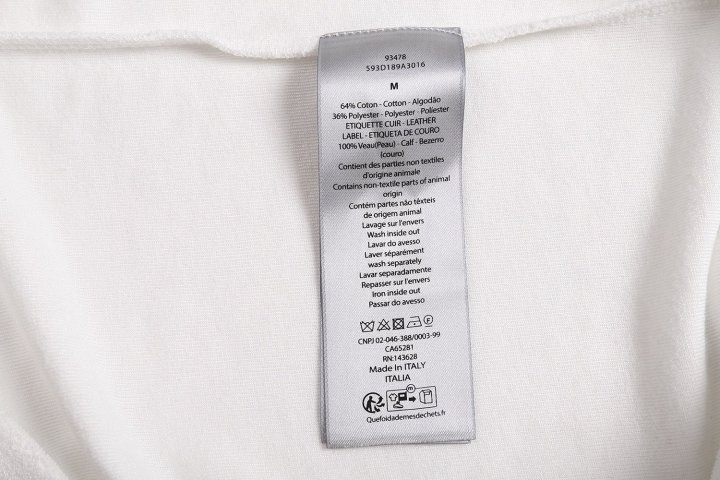 93478
593D189A3016
M
64% Coton - Cotton - Algodão
36% Polyester - Polyester - Poliester
ETIQUETTE CUIR - LEATHER
LABEL - ETIQUETA DE COURO
100% Veau(Peau) - Calf - Bezerro
(couro)
Contient des parties non textiles
d'origine animale
Contains non-textile parts of animal
origin
Contém partes não têxteis
de origem animal
Lavage sur l'envers
Wash inside out
Lavar do avesso
Laver séparément
wash separately
Lavar separadamente
Repasser sur l'envers
Iron inside out
Passar do avesso
CNPJ 02-046-388/0003-99
CA65281
RN:143628
Made In ITALY
ITALIA
Quefoidademesdechets.fr